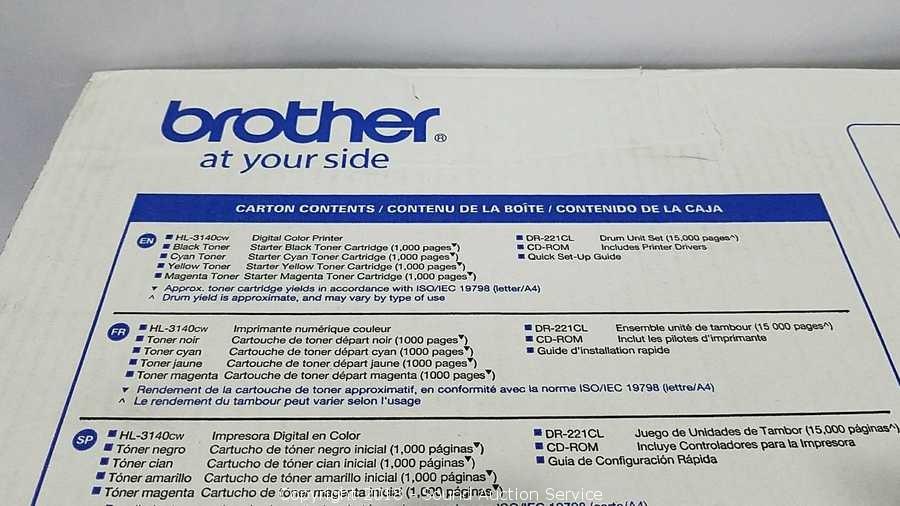 brother®
at your side
CARTON CONTENTS / CONTENU DE LA BOÎTE / CONTENIDO DE LA CAJA
EN
■ HL-3140CW Digital Color Printer
■ Black Toner Starter Black Toner Cartridge (1,000 pages▼)
■ Cyan Toner Starter Cyan Toner Cartridge (1,000 pages▼)
■ Yellow Toner Starter Yellow Toner Cartridge (1,000 pages▼)
■ Magenta Toner Starter Magenta Toner Cartridge (1,000 pages▼)
■ DR-221CL Drum Unit Set (15,000 pages^)
■ CD-ROM Includes Printer Drivers
■ Quick Set-Up Guide
▼ Approx. toner cartridge yields in accordance with ISO/IEC 19798 (letter/A4)
^ Drum yield is approximate, and may vary by type of use
FR
■ HL-3140CW Imprimante numérique couleur
■ Toner noir Cartouche de toner départ noir (1000 pages▼)
■ Toner cyan Cartouche de toner départ cyan (1000 pages▼)
■ Toner jaune Cartouche de toner départ jaune (1000 pages▼)
■ Toner magenta Cartouche de toner départ magenta (1000 pages▼)
■ DR-221CL Ensemble unité de tambour (15 000 pages^)
■ CD-ROM Inclut les pilotes d'imprimante
■ Guide d'installation rapide
▼ Rendement de la cartouche de toner approximatif, en conformité avec la norme ISO/IEC 19798 (lettre/A4)
^ Le rendement du tambour peut varier selon l'usage
SP
■ HL-3140CW Impresora Digital en Color
■ Tóner negro Cartucho de tóner negro inicial (1,000 páginas▼)
■ Tóner cian Cartucho de tóner cian inicial (1,000 páginas▼)
■ Tóner amarillo Cartucho de tóner amarillo inicial (1,000 páginas▼)
■ Tóner magenta Cartucho de tóner magenta inicial (1,000 páginas▼)
■ DR-221CL Juego de Unidades de Tambor (15,000 páginas^)
■ CD-ROM Incluye Controladores para la Impresora
■ Guía de Configuración Rápida
Copyright 2018 - Sound Auction Service